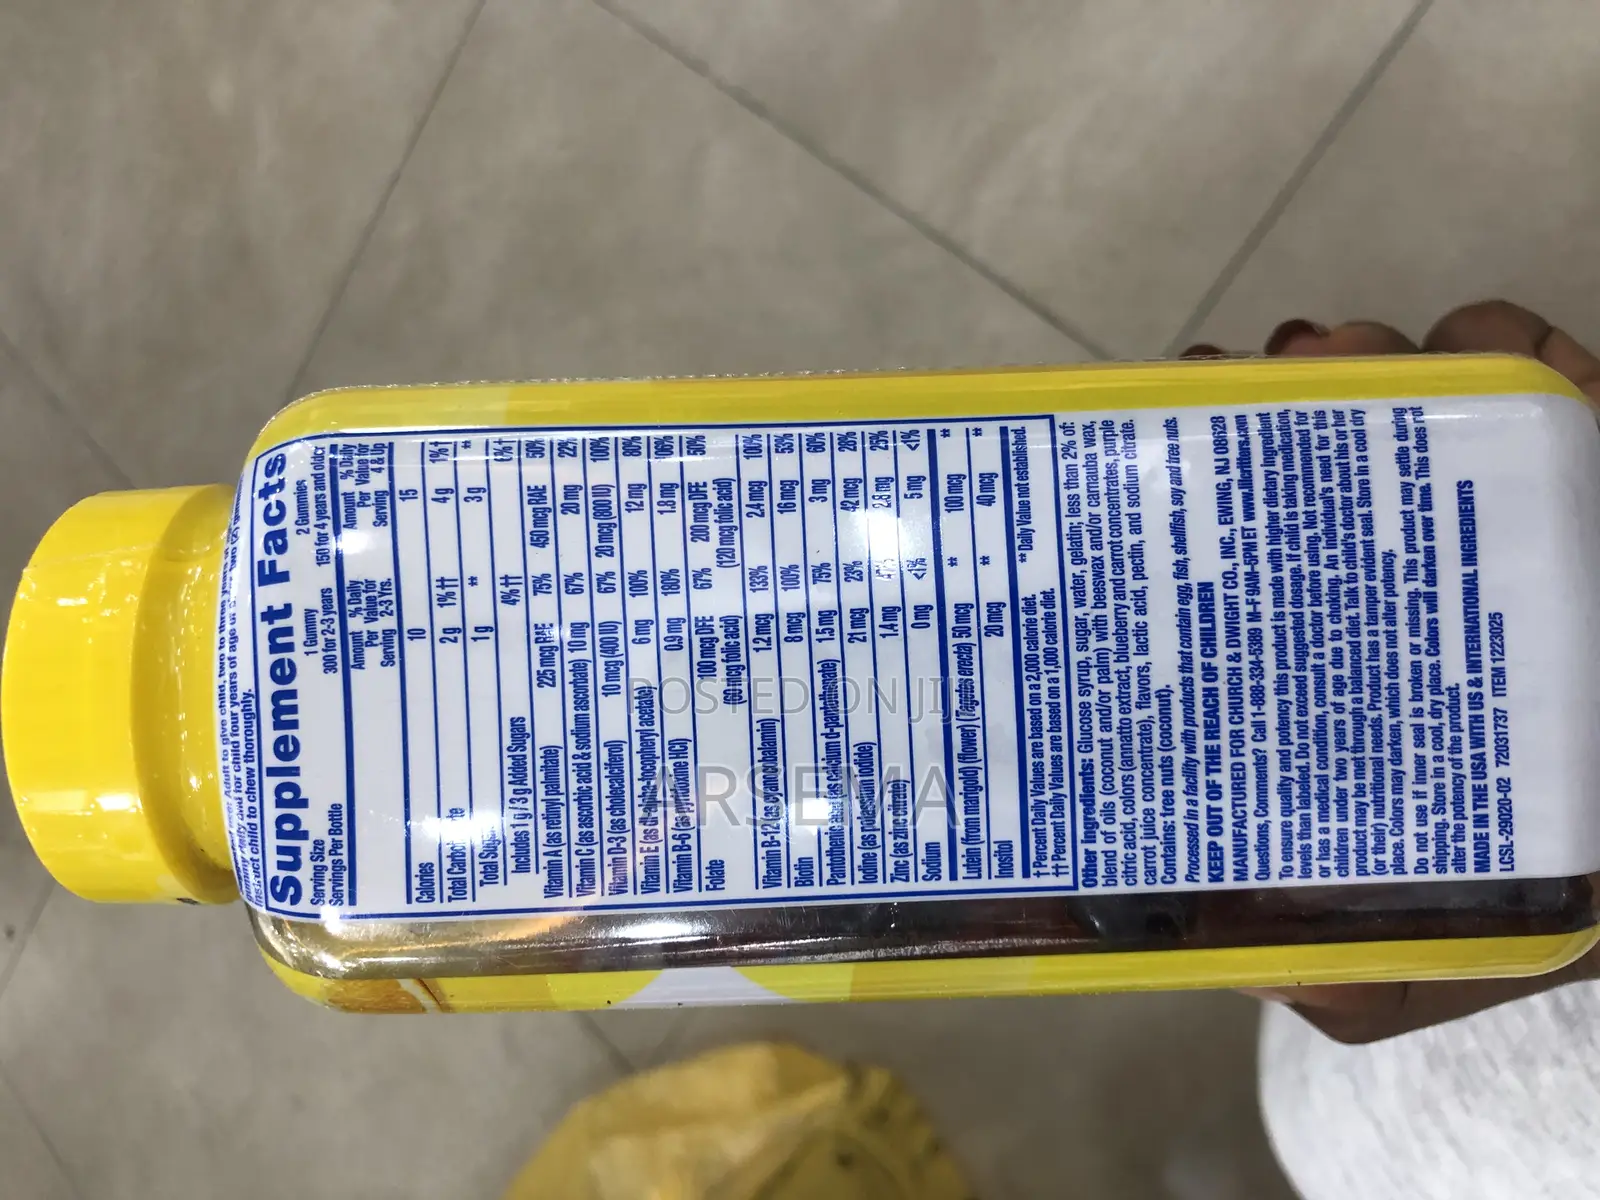 Instruct child to chew thoroughly.
Supplement Facts
Serving Size 1 Gummy 2 Gummies
Servings Per Bottle 300 for 2-3 years 150 for 4 years and older
Amount Per Serving % Daily Value for 2-3 Yrs. Amount Per Serving % Daily Value for 4 & Up
Calories 10 15
Total Carbohydrate 2 g 1%†† 4 g 1%†
Total Sugars 1 g ** 3 g **
Includes 1 g/ 3 g Added Sugars 4%†† 6%†
Vitamin A (as retinyl palmitate) 225 mcg RAE 75% 450 mcg RAE 50%
Vitamin C (as ascorbic acid & sodium ascorbate) 10 mg 67% 20 mg 22%
Vitamin D-3 (as cholecalciferol) 10 mcg (400 IU) 67% 20 mcg (800 IU) 100%
Vitamin E (as dl-alpha-tocopheryl acetate) 6 mg 100% 12 mg 80%
Vitamin B-6 (as pyridoxine HCl) 0.9 mg 180% 1.8 mg 106%
Folate 100 mcg DFE 67% 200 mcg DFE 50%
(60 mcg folic acid) (120 mcg folic acid)
Vitamin B-12 (as cyanocobalamin) 1.2 mcg 133% 2.4 mcg 100%
Biotin 8 mcg 100% 16 mcg 53%
Pantothenic acid (as calcium d-pantothenate) 1.5 mg 75% 3 mg 60%
Iodine (as potassium iodide) 21 mcg 23% 42 mcg 28%
Zinc (as zinc citrate) 1.4 mg 47% 2.8 mg 25%
Sodium 0 mg <1% 5 mg <1%
Lutein (from marigold) (flower) (Tagetes erecta) 50 mcg ** 100 mcg **
Inositol 20 mcg ** 40 mcg **
† Percent Daily Values are based on a 2,000 calorie diet. ** Daily Value not established.
†† Percent Daily Values are based on a 1,000 calorie diet.
Other ingredients: Glucose syrup, sugar, water, gelatin; less than 2% of:
blend of oils (coconut and/or palm) with beeswax and/or carnauba wax,
citric acid, colors (annatto extract, blueberry and carrot concentrates, purple
carrot juice concentrate), flavors, lactic acid, pectin, and sodium citrate.
Contains: tree nuts (coconut).
Processed in a facility with products that contain egg, fish, shellfish, soy and tree nuts.
KEEP OUT OF THE REACH OF CHILDREN
MANUFACTURED FOR CHURCH & DWIGHT CO., INC., EWING, NJ 08628
Questions, Comments? Call 1-888-334-5389 M-F 9AM-5PM ET www.lilcritters.com
To ensure quality and potency this product is made with higher dietary ingredient
levels than labeled. Do not exceed suggested dosage. If child is taking medication,
or has a medical condition, consult a doctor before using. Not recommended for
children under two years of age due to choking. An individual's need for this
product may be met through a balanced diet. Talk to child's doctor about his or her
(or their) nutritional needs. Product has a tamper evident seal. Store in a cool dry
place. Colors may darken, which does not alter potency.
Do not use if inner seal is broken or missing. This product may settle during
shipping. Store in a cool, dry place. Colors will darken over time. This does not
alter the potency of the product.
MADE IN THE USA WITH US & INTERNATIONAL INGREDIENTS
LCSL-29020-02 72031737 ITEM 1223025
POSTED ON JIJI
ARSEMA